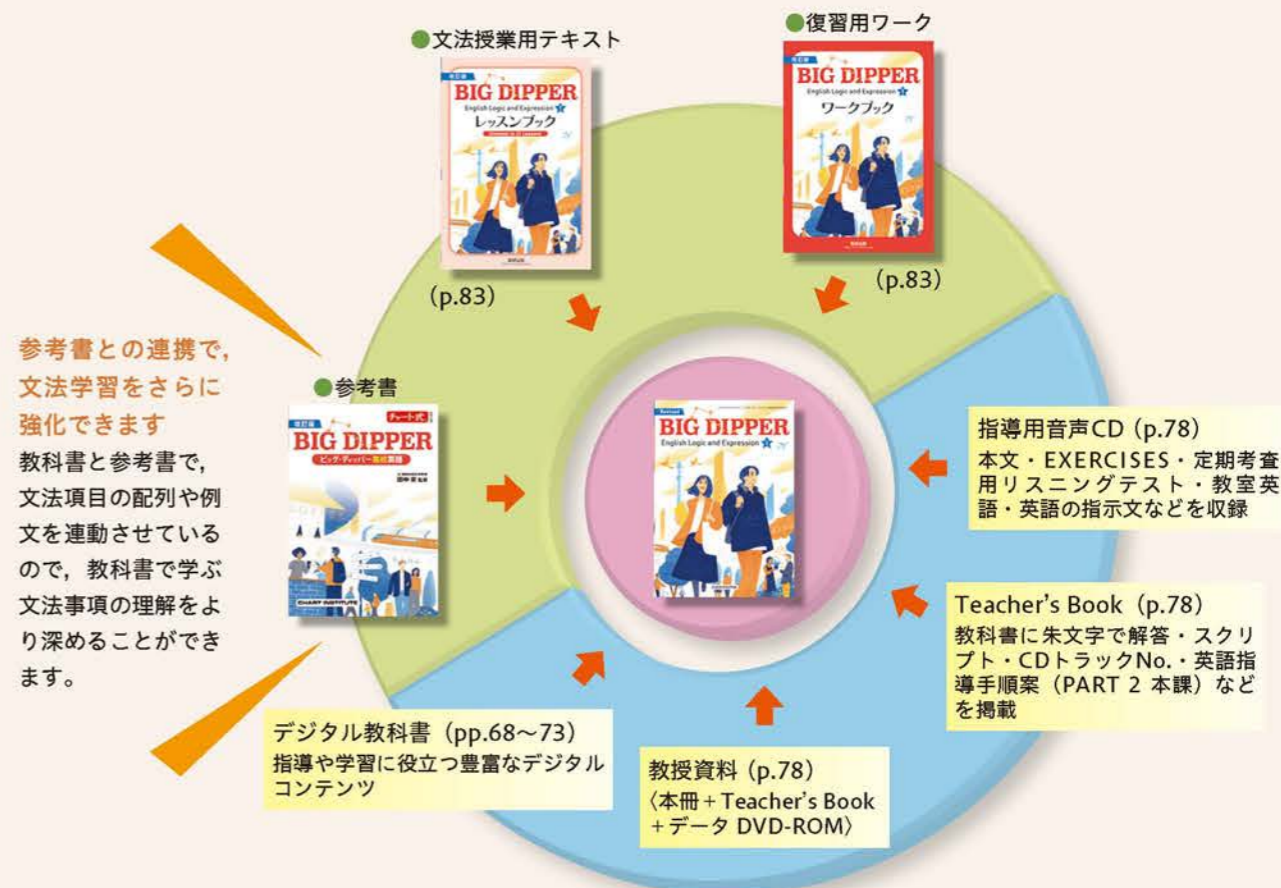 ●文法授業用テキスト
改訂版
BIG DIPPER
English Logic and Expression
レッスンブック
(p.83)
●復習用ワーク
改訂版
BIG DIPPER
English Logic and Expression
ワークブック
(p.83)
参考書との連携で，
文法学習をさらに
強化できます
教科書と参考書で，
文法項目の配列や例
文を連動させている
ので，教科書で学ぶ
文法事項の理解をよ
り深めることができ
ます。
●参考書
改訂版
チャート式
BIG DIPPER
ビッグ・ディッパー高校英語
CHART INSTITUTE
Revised
BIG DIPPER
English Logic and Expression
指導用音声CD (p.78)
本文・EXERCISES・定期考査
用リスニングテスト・教室英
語・英語の指示文などを収録
Teacher's Book (p.78)
教科書に朱文字で解答・スクリ
プト・CDトラックNo.・英語指
導手順案（PART 2 本課）など
を掲載
デジタル教科書 (pp.68〜73)
指導や学習に役立つ豊富なデジタル
コンテンツ
教授資料 (p.78)
〈本冊＋Teacher's Book
＋データ DVD-ROM〉